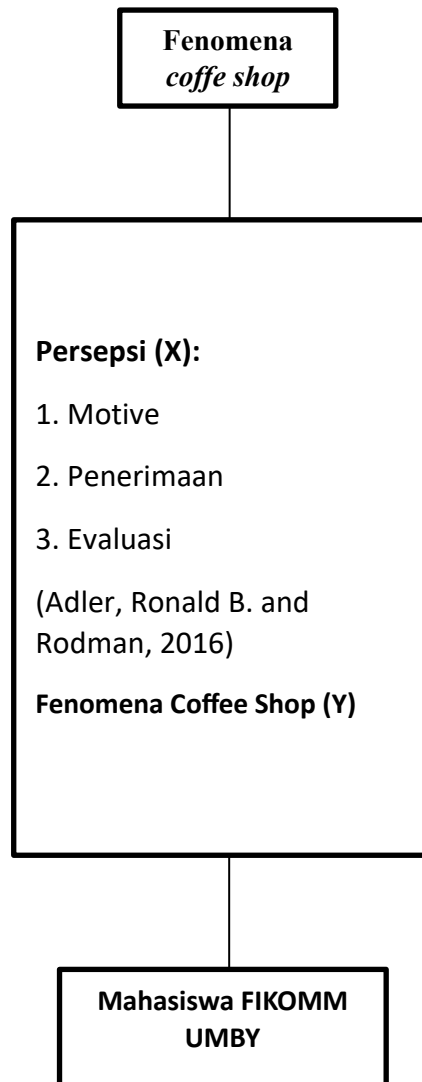 Fenomena
coffe shop
Persepsi (X):
1. Motive
2. Penerimaan
3. Evaluasi
(Adler, Ronald B. and
Rodman, 2016)
Fenomena Coffee Shop (Y)
Mahasiswa FIKOMM
UMBY